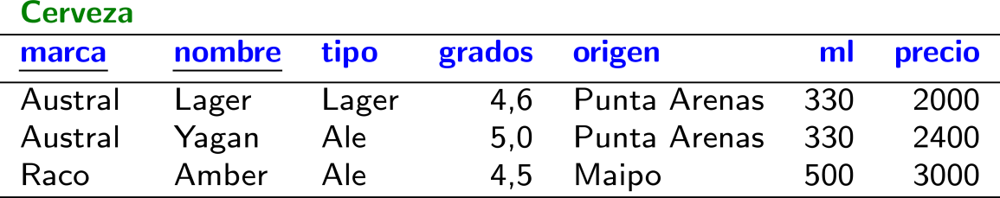 Cerveza
marca nombre tipo grados origen ml precio
Austral Lager Lager 4,6 Punta Arenas 330 2000
Austral Yagan Ale 5,0 Punta Arenas 330 2400
Raco Amber Ale 4,5 Maipo 500 3000